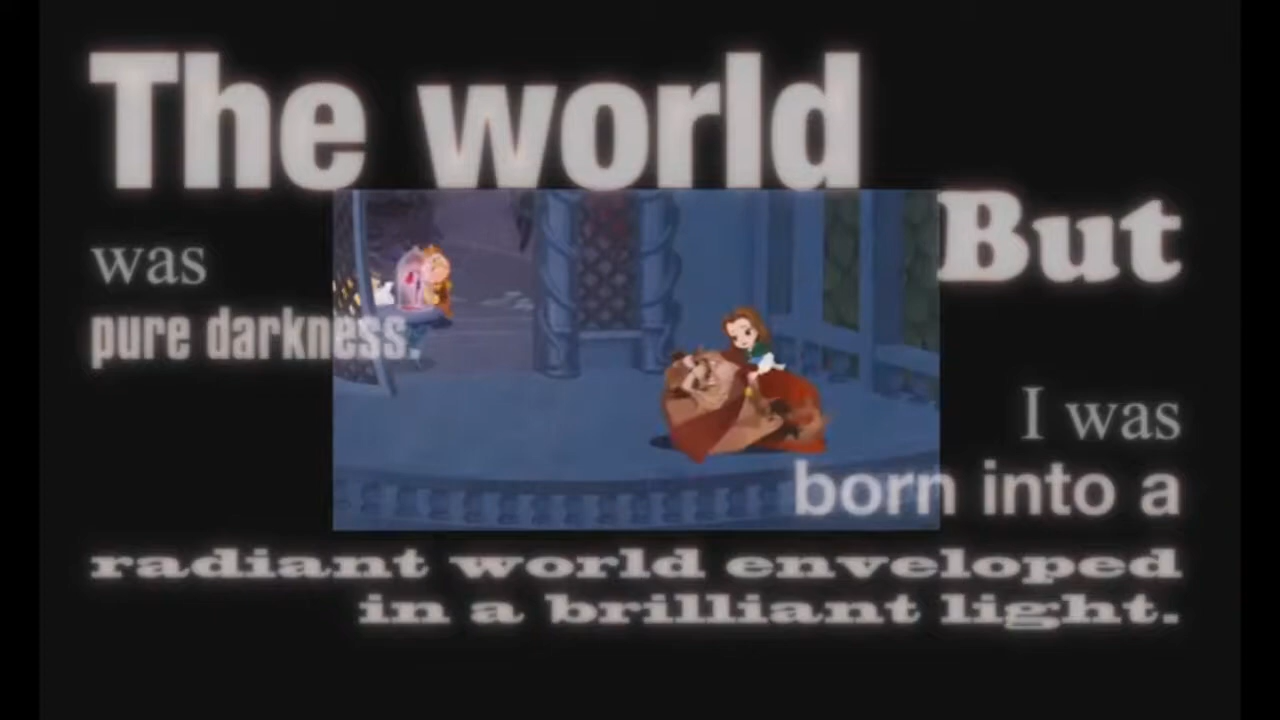 The world
was
pure darkness.
But
I was
born into a
radiant world enveloped
in a brilliant light.